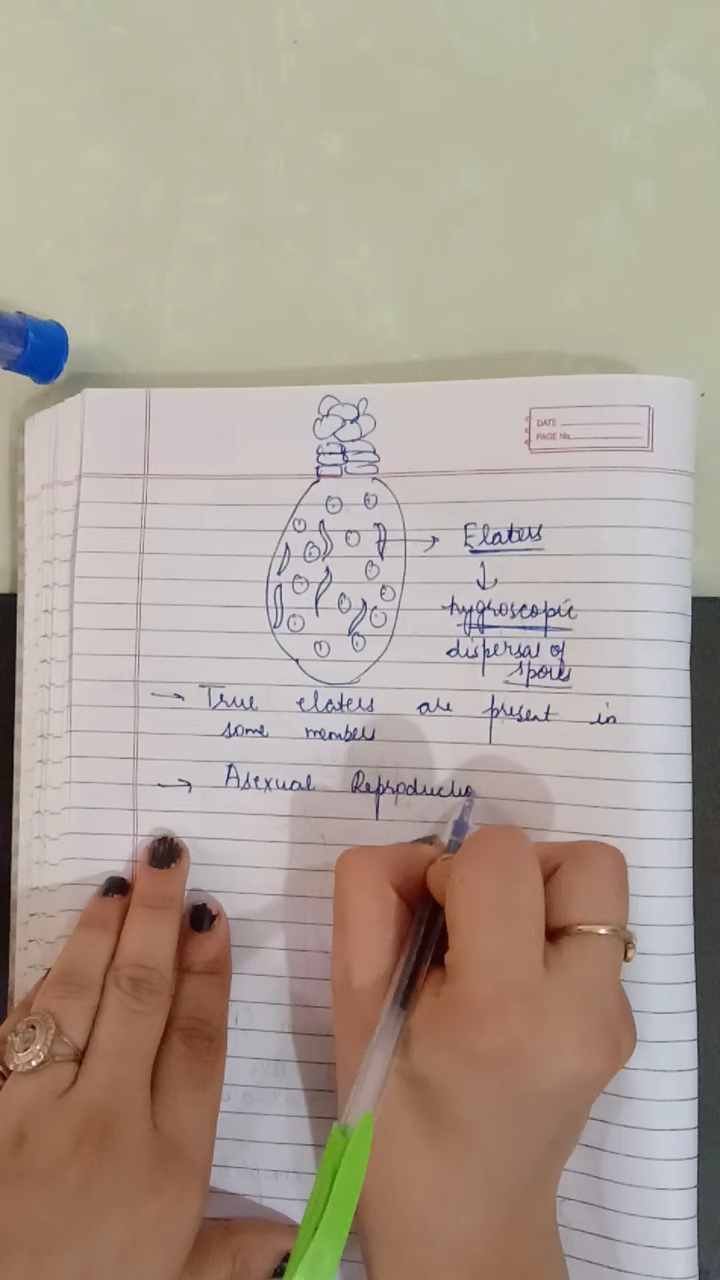 DATE
PAGE No.
Elaters
hygroscopic
dispersal of
spores
→ True elaters are present in
some members
→ Asexual Reproductio